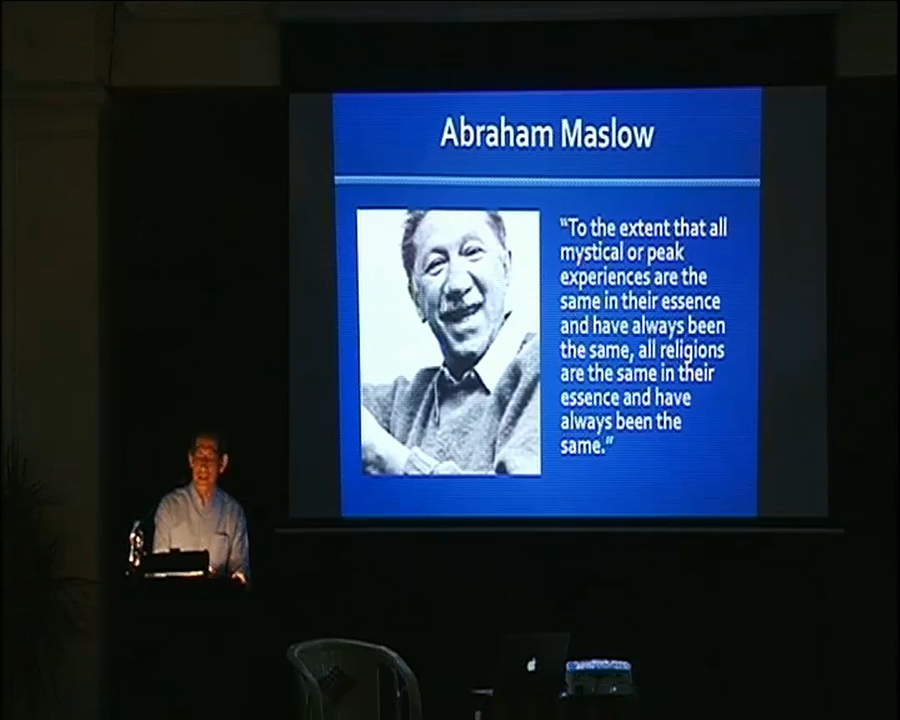 Abraham Maslow
“To the extent that all
mystical or peak
experiences are the
same in their essence
and have always been
the same, all religions
are the same in their
essence and have
always been the
same.“